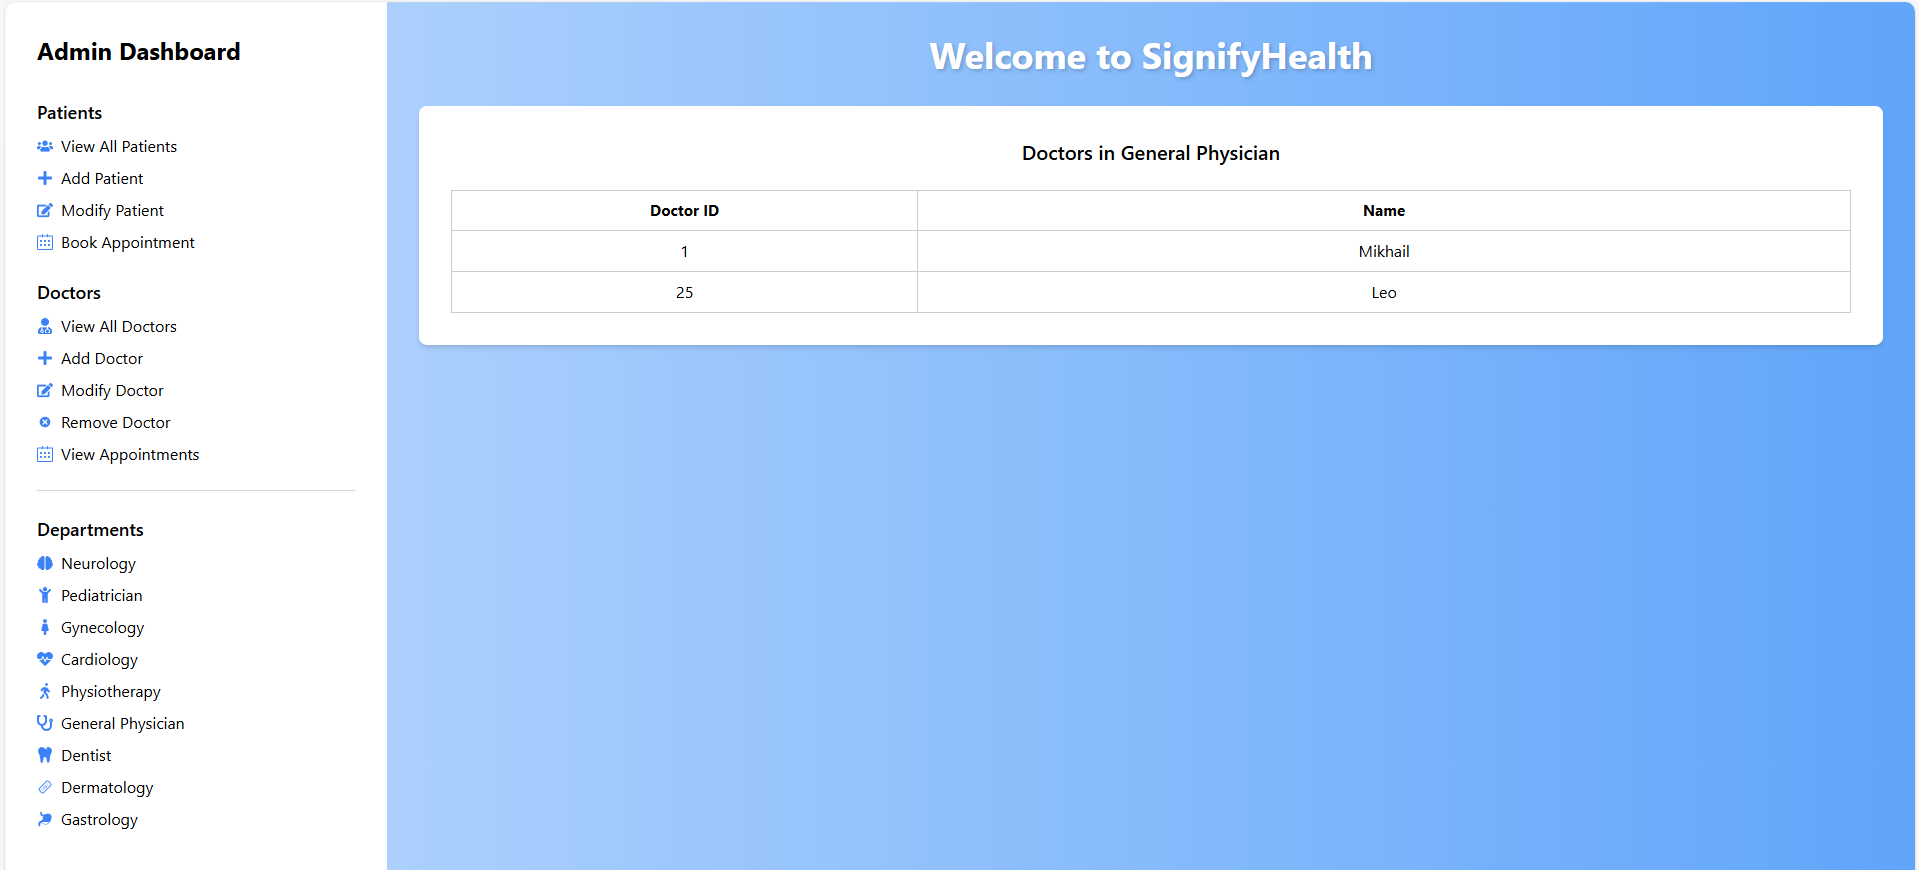 Admin Dashboard
Patients
View All Patients
Add Patient
Modify Patient
Book Appointment
Doctors
View All Doctors
Add Doctor
Modify Doctor
Remove Doctor
View Appointments
Departments
Neurology
Pediatrician
Gynecology
Cardiology
Physiotherapy
General Physician
Dentist
Dermatology
Gastrology
Welcome to SignifyHealth
Doctors in General Physician
Doctor ID Name
1 Mikhail
25 Leo